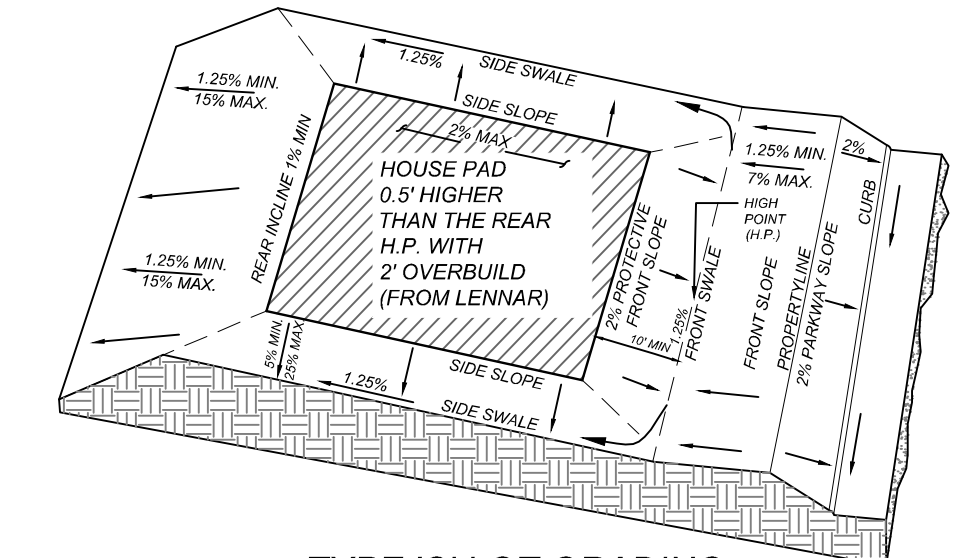 1.25%
SIDE SWALE
1.25% MIN.
15% MAX.
SIDE SLOPE
2% MAX
2%
1.25% MIN.
7% MAX.
HOUSE PAD
0.5' HIGHER
THAN THE REAR
H.P. WITH
2' OVERBUILD
(FROM LENNAR)
REAR INCLINE 1% MIN
HIGH
POINT
(H.P.)
CURB
2% PROTECTIVE
FRONT SLOPE
1.25%
FRONT SWALE
FRONT SLOPE
PROPERTYLINE
2% PARKWAY SLOPE
1.25% MIN.
15% MAX.
10' MIN
5% MIN.
25% MAX
SIDE SLOPE
1.25%
SIDE SWALE